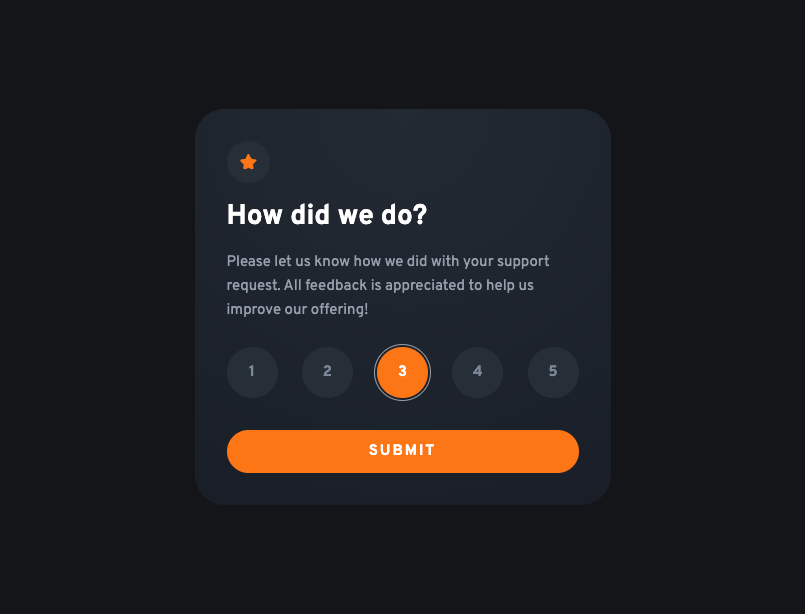 How did we do?
Please let us know how we did with your support
request. All feedback is appreciated to help us
improve our offering!
1 2 3 4 5
SUBMIT